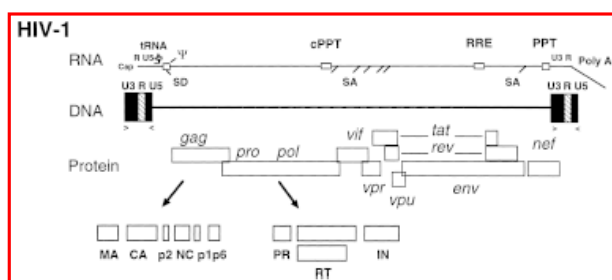 HIV-1
tRNA Ψ
RNA Cap R U5 cPPT RRE PPT U3 R Poly A
SD SA SA
U3 R U5 U3 R U5
DNA
> < > <
gag vif tat nef
pro pol rev
Protein
vpr vpu env
MA CA p2 NC p1p6 PR RT IN